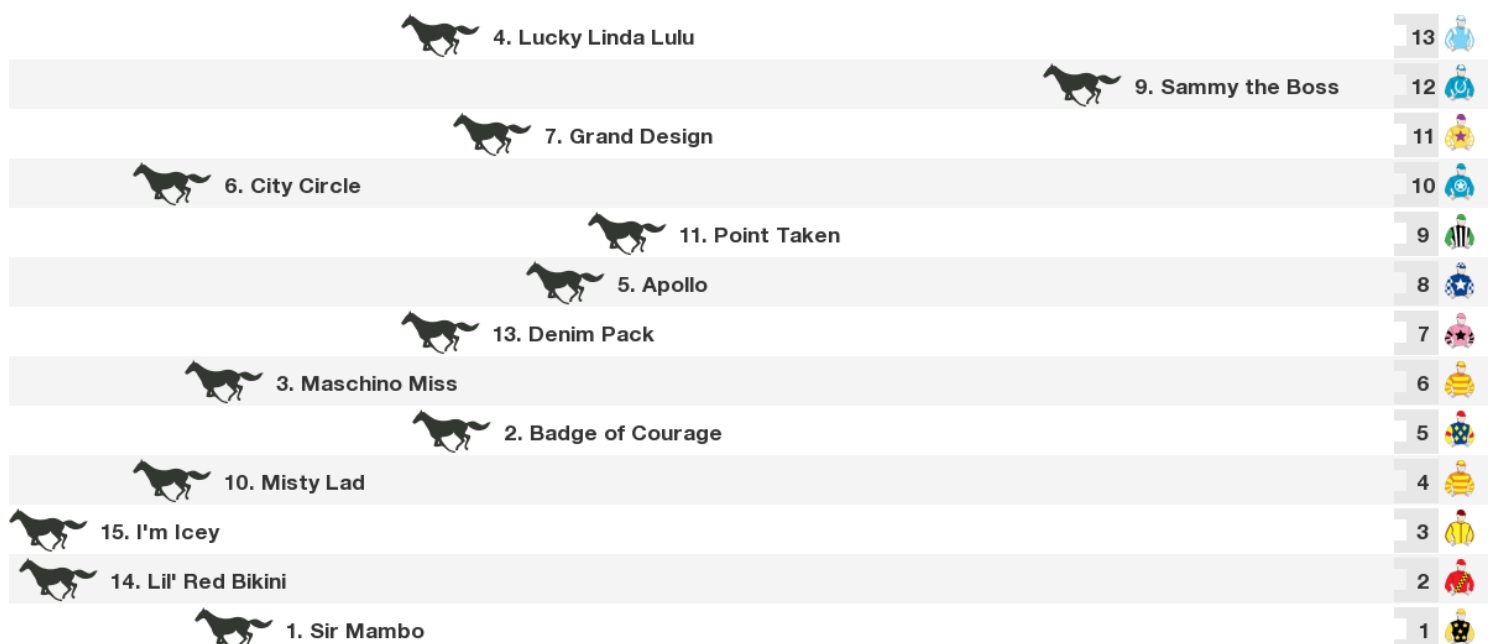 4. Lucky Linda Lulu 13
9. Sammy the Boss 12
7. Grand Design 11
6. City Circle 10
11. Point Taken 9
5. Apollo 8
13. Denim Pack 7
3. Maschino Miss 6
2. Badge of Courage 5
10. Misty Lad 4
15. I'm Icey 3
14. Lil' Red Bikini 2
1. Sir Mambo 1